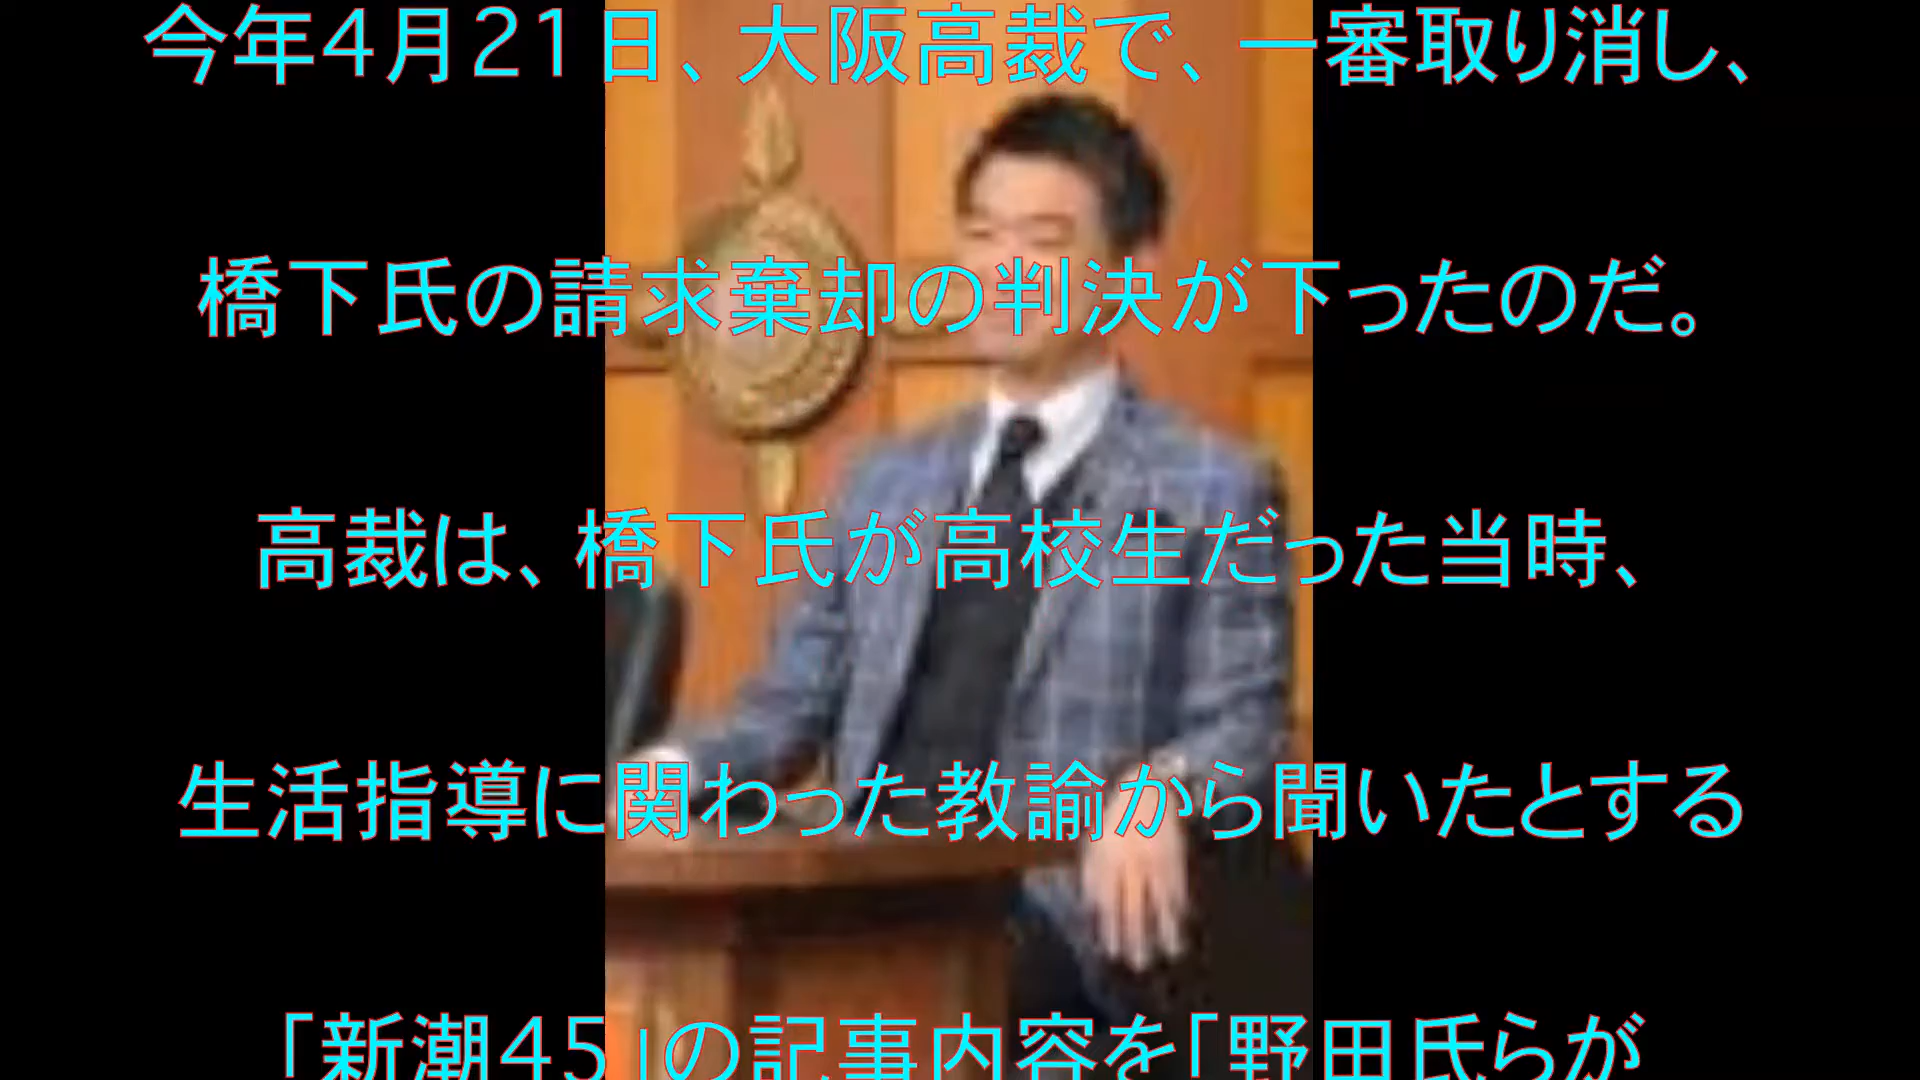 今年4月21日、大阪高裁で、一審取り消し、
橋下氏の請求棄却の判決が下ったのだ。
高裁は、橋下氏が高校生だった当時、
生活指導に関わった教諭から聞いたとする
「新潮45」の記事内容を「野田氏らが